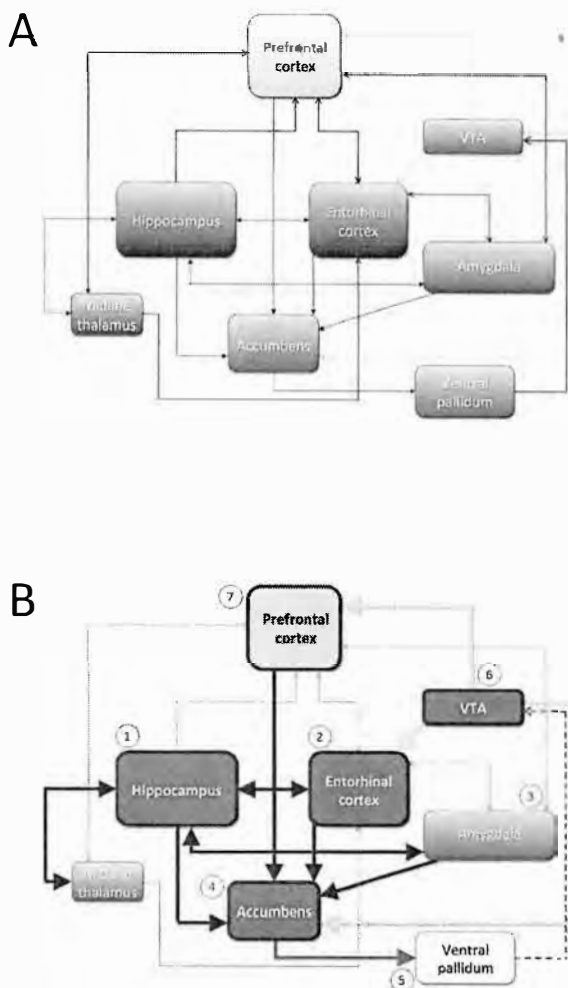 A
Prefrontal
cortex
VTA
Hippocampus
Entorhinal
cortex
Amygdala
thalamus
Accumbens
Ventral
pallidum
B
7
Prefrontal
cortex
6
VTA
1
2
Hippocampus
Entorhinal
cortex
3
Amygdala
thalamus
4
Accumbens
Ventral
pallidum
5